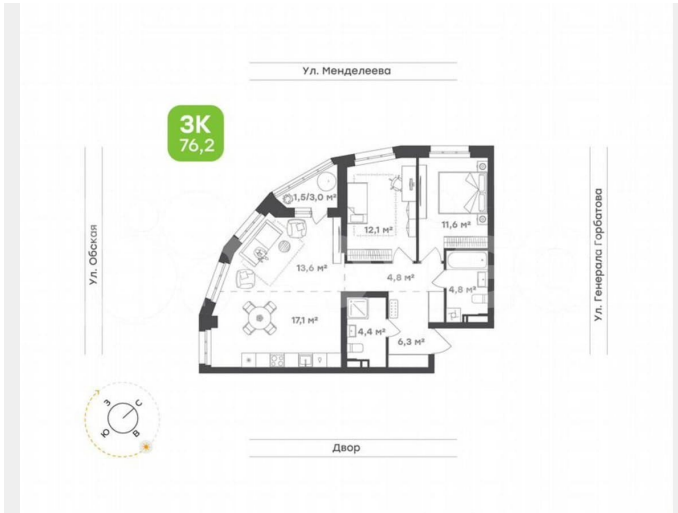 Ул. Менделеева
3К
76,2
1,5/3,0 м²
12,1 м²
11,6 м²
Ул. Обская
Ул. Генерала Горбатова
13,6 м²
4,8 м²
4,8 м²
17,1 м²
4,4 м²
6,3 м²
З
С
Ю
В
Двор